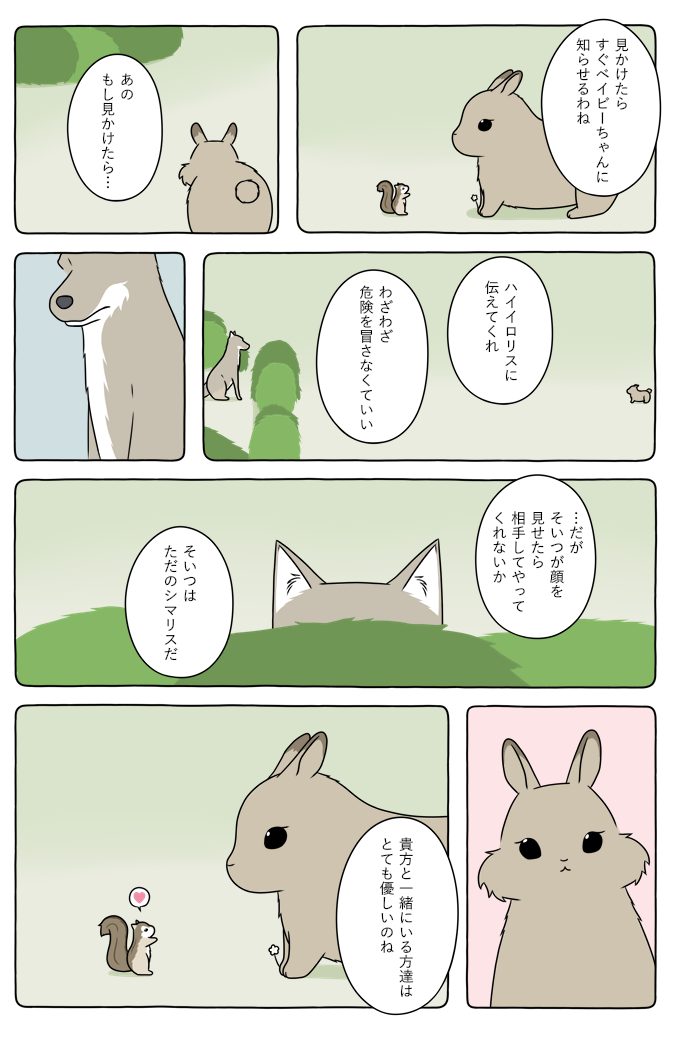 見かけたら
すぐベイビーちゃんに
知らせるわね
あの
もし見かけたら…
ハイイロリスに
伝えてくれ
わざわざ
危険を冒さなくていい
…だが
そいつが顔を
見せたら
相手してやって
くれないか
そいつは
ただのシマリスだ
貴方と一緒にいる方達は
とても優しいのね